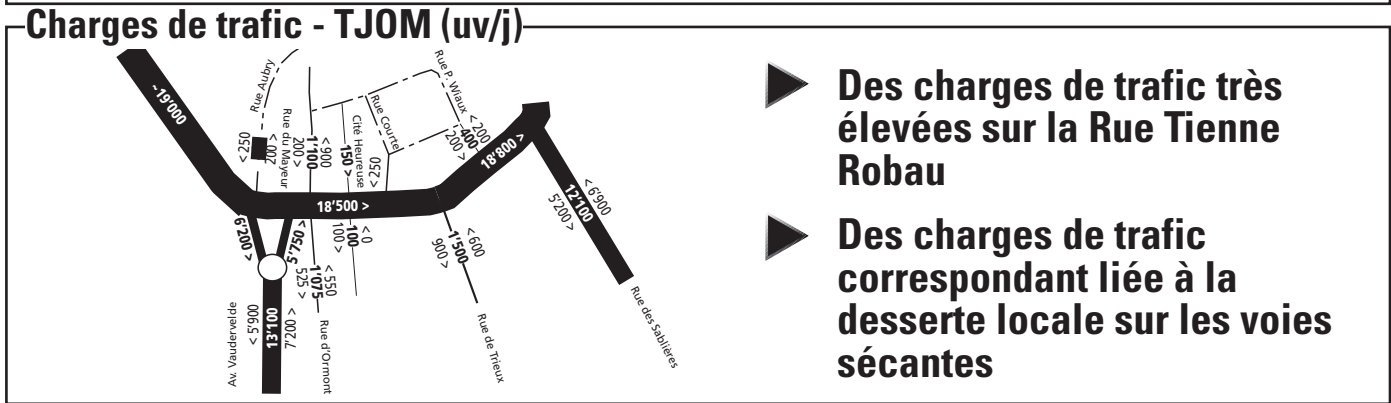 Charges de trafic - TJOM (uv/j)
~19'000
Rue Aubry
< 250
200 >
Rue du Mayeur
< 900
1'100
200 >
Cité Heureuse
150 >
Rue Courte
< 250
Rue P. Wiaux
< 200
400
200 >
18'800 >
18'500 >
6'200 >
5'750 >
< 550
1'075
525 >
< 0
100
100 >
< 600
1'500
900 >
< 6'900
12'100
5'200 >
Av. Vaudervelde
< 5'900
13'100
7'200 >
Rue d'Ormont
Rue de Trieux
Rue des Sablières
Des charges de trafic très
élevées sur la Rue Tienne
Robau
Des charges de trafic
correspondant liée à la
desserte locale sur les voies
sécantes